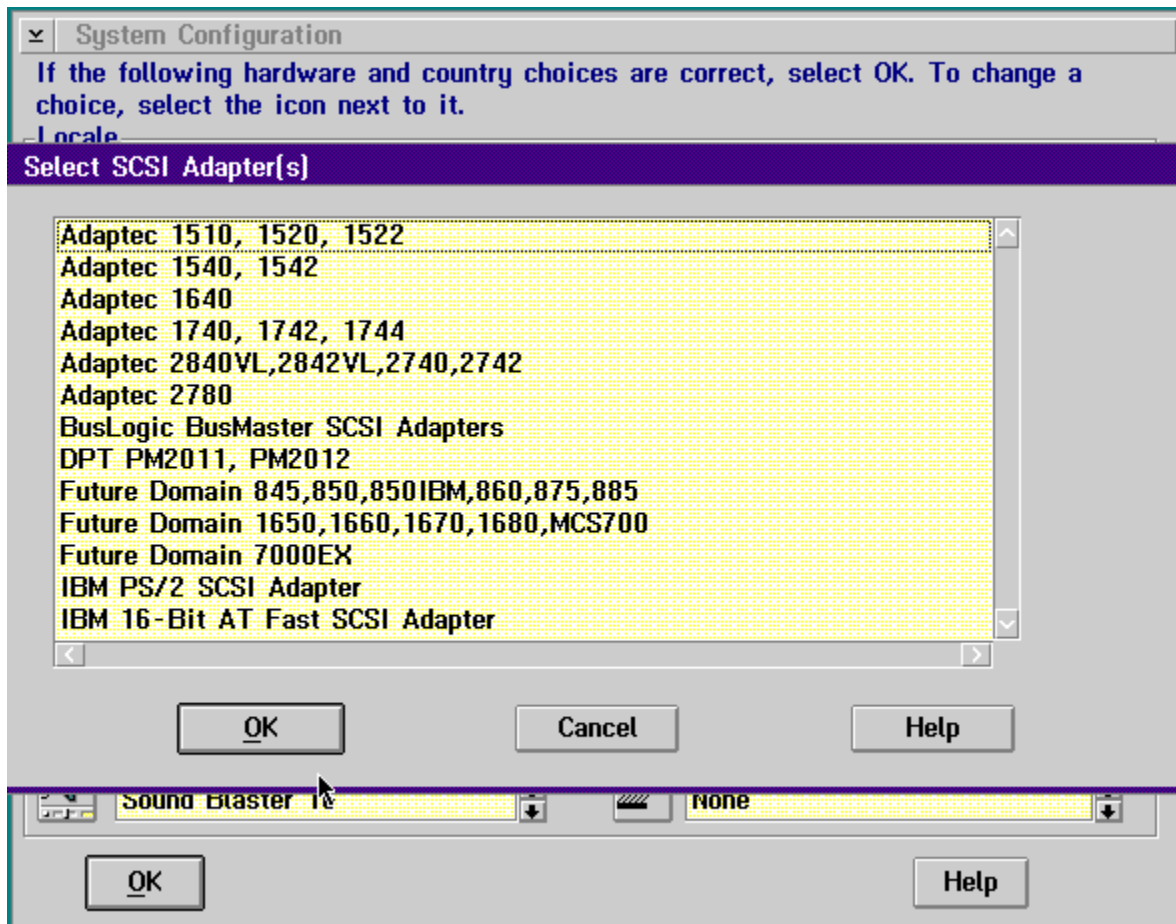 System Configuration
If the following hardware and country choices are correct, select OK. To change a
choice, select the icon next to it.
Locale
Select SCSI Adapter(s)
Adaptec 1510, 1520, 1522
Adaptec 1540, 1542
Adaptec 1640
Adaptec 1740, 1742, 1744
Adaptec 2840VL,2842VL,2740,2742
Adaptec 2780
BusLogic BusMaster SCSI Adapters
DPT PM2011, PM2012
Future Domain 845,850,850IBM,860,875,885
Future Domain 1650,1660,1670,1680,MCS700
Future Domain 7000EX
IBM PS/2 SCSI Adapter
IBM 16-Bit AT Fast SCSI Adapter
OK Cancel Help
Sound Blaster None
OK Help